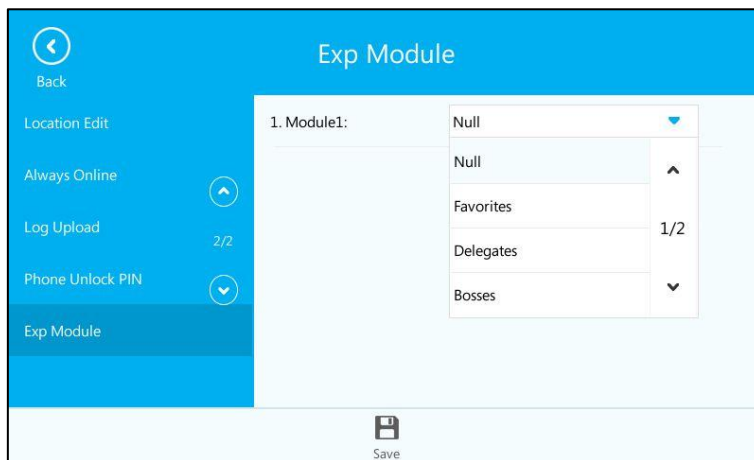 Back
Exp Module
Location Edit
Always Online
Log Upload
2/2
Phone Unlock PIN
Exp Module
1. Module1:
Null
Null
Favorites
Delegates
Bosses
1/2
Save